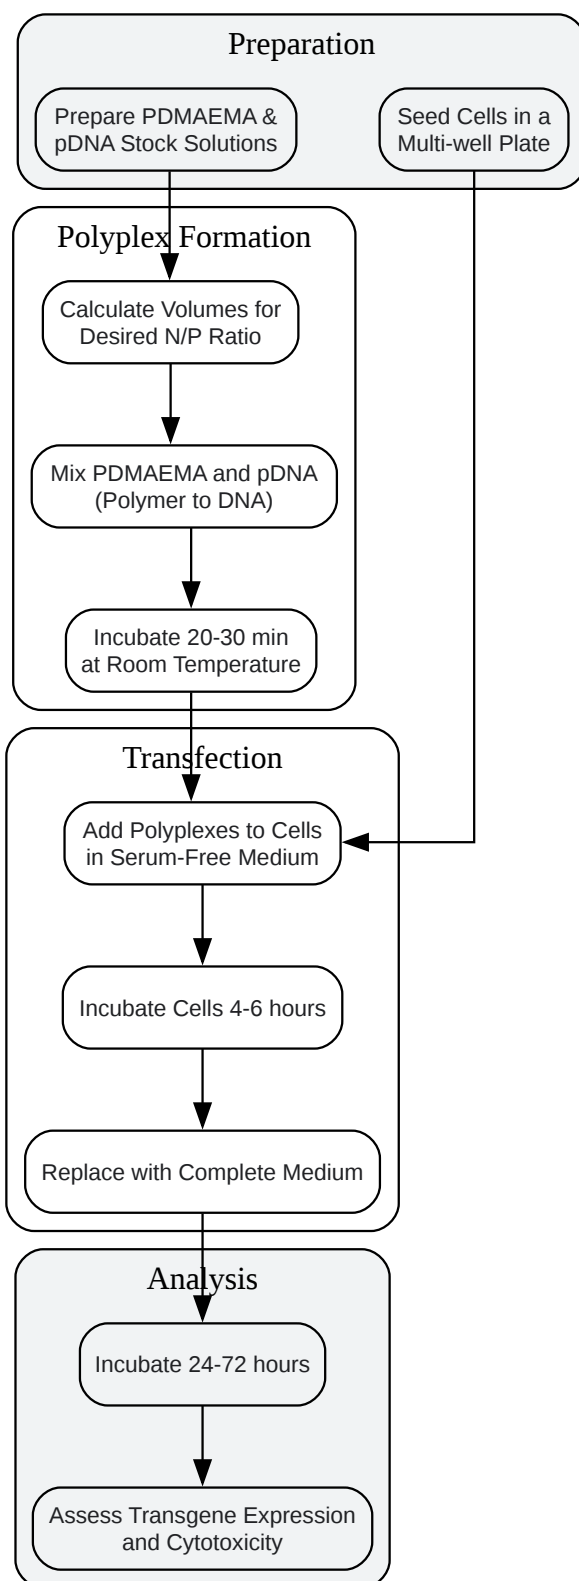 Preparation
Prepare PDMAEMA &
pDNA Stock Solutions
Seed Cells in a
Multi-well Plate
Polyplex Formation
Calculate Volumes for
Desired N/P Ratio
Mix PDMAEMA and pDNA
(Polymer to DNA)
Incubate 20-30 min
at Room Temperature
Transfection
Add Polyplexes to Cells
in Serum-Free Medium
Incubate Cells 4-6 hours
Replace with Complete Medium
Analysis
Incubate 24-72 hours
Assess Transgene Expression
and Cytotoxicity